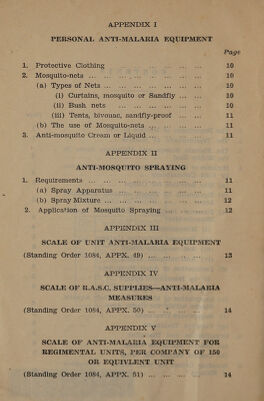 APPENDIX I
PERSONAL ANTI-MALARIA EQUIPMENT
Page
1. Protective Clothing ... ... ... ... ... ... 10
2. Mosquito-nets ... ... ... ... ... ... ... 10
(a) Types of Nets ... ... ... ... ... ... 10
(i) Curtains, mosquito or Sandfly ... ... ... 10
(ii) Bush nets ... ... ... ... ... ... 10
(iii) Tents, bivouac, sandfly-proof ... ... ... 11
(b) The use of Mosquito-nets ... ... ... ... 11
3. Anti-mosquito Cream or Liquid ... ... ... ... 11
APPENDIX II
ANTI-MOSQUITO SPRAYING
1. Requirements ... ... ... ... ... ... ... 11
(a) Spray Apparatus ... ... ... ... ... 11
(b) Spray Mixture ... ... ... ... ... ... 12
2. Application of Mosquito Spraying ... ... ... ... 12
APPENDIX III
SCALE OF UNIT ANTI-MALARIA EQUIPMENT
(Standing Order 1084, APPX. 49) ... ... ... ... 13
APPENDIX IV
SCALE OF R.A.S.C. SUPPLIES—ANTI-MALARIA
MEASURES
(Standing Order 1084, APPX. 50) ... ... ... ... 14
APPENDIX V
SCALE OF ANTI-MALARIA EQUIPMENT FOR
REGIMENTAL UNITS, PER COMPANY OF 150
OR EQUIVLENT UNIT
(Standing Order 1084, APPX. 51) ... ... ... ... 14